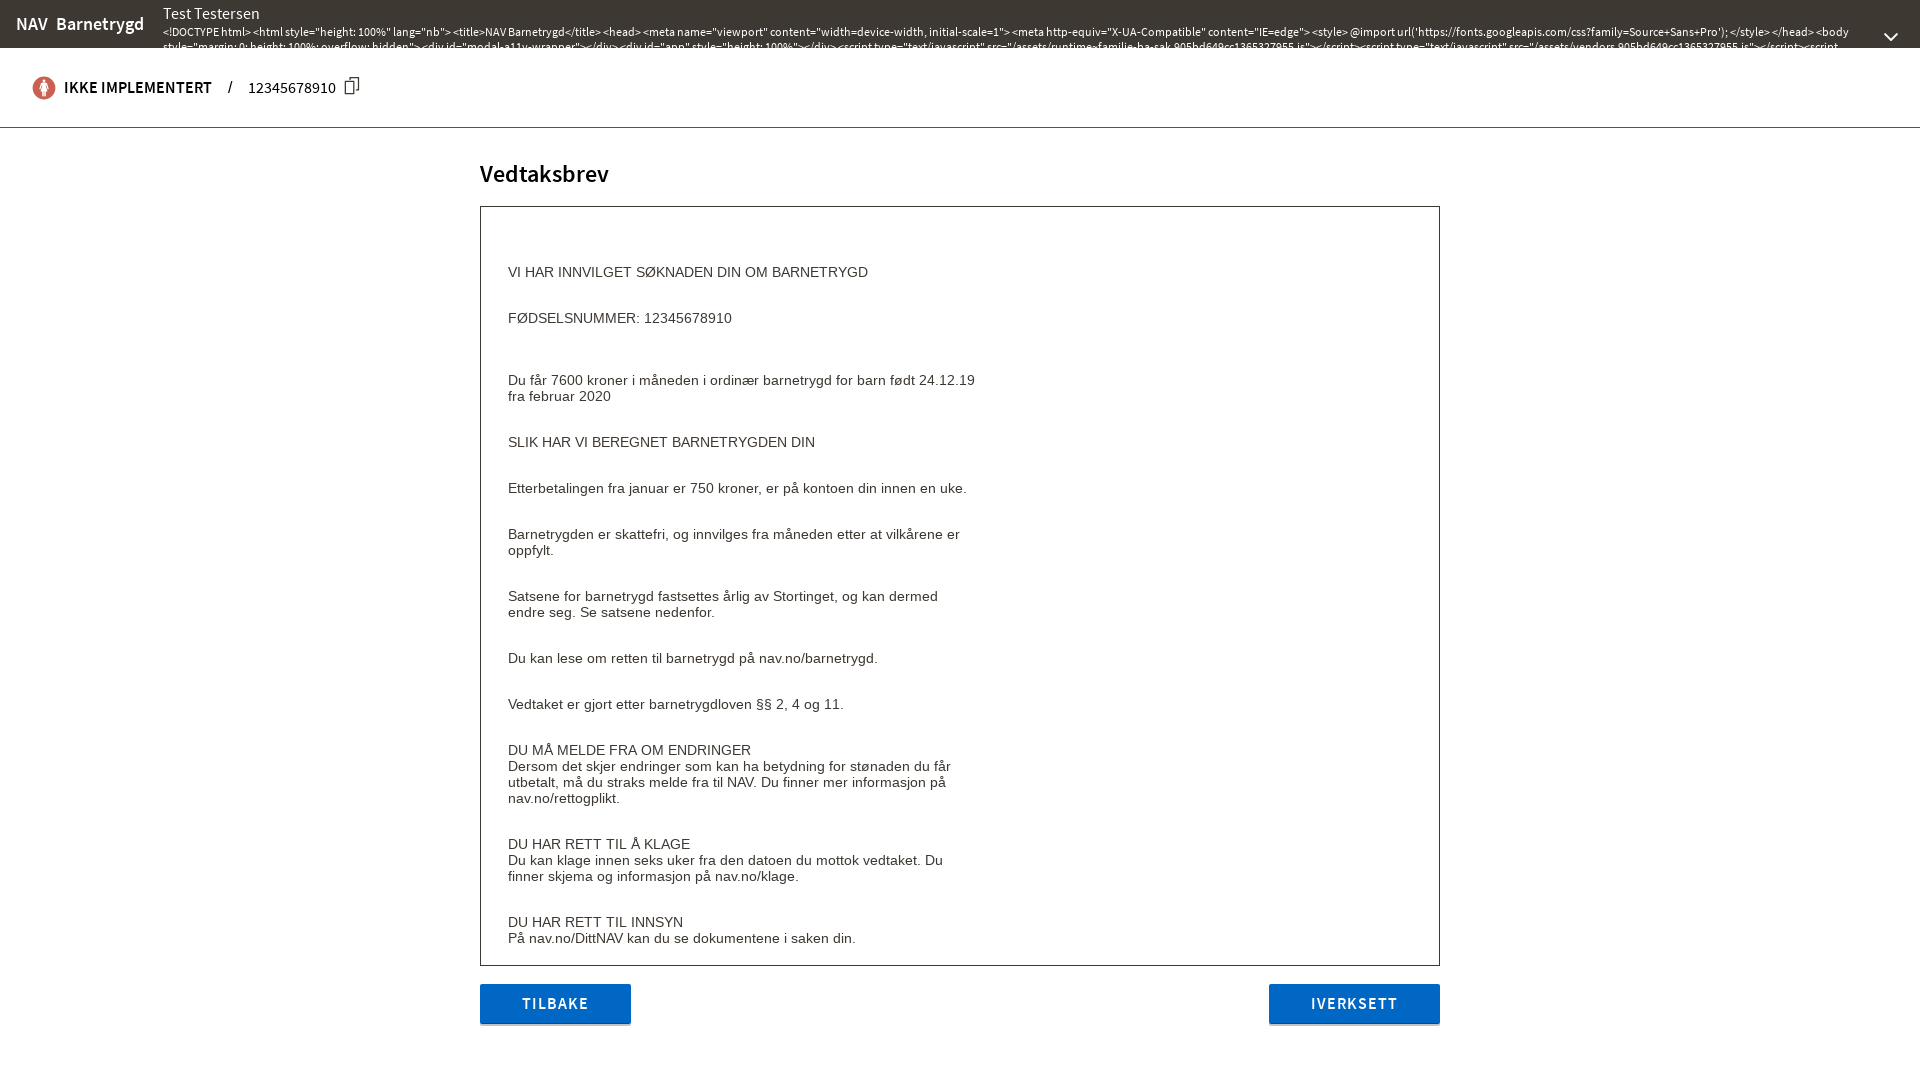 NAV Barnetrygd
Test Testersen
<!DOCTYPE html> <html style="height: 100%" lang="nb"> <title>NAV Barnetrygd</title> <head> <meta name="viewport" content="width=device-width, initial-scale=1"> <meta http-equiv="X-UA-Compatible" content="IE=edge"> <style> @import url('https://fonts.googleapis.com/css?family=Source+Sans+Pro'); </style> </head> <body
style="margin: 0; height: 100%; overflow: hidden"> <div id="modal-a11y-wrapper"></div> <div id="app" style="height: 100%"></div> <script type="text/javascript" src="/assets/runtime~familie-ba-sak.905bd649cc1365327955.js"></script><script type="text/javascript" src="/assets/vendors.905bd649cc1365327955.js"></script><script
IKKE IMPLEMENTERT / 12345678910
Vedtaksbrev
VI HAR INNVILGET SØKNADEN DIN OM BARNETRYGD
FØDSELSNUMMER: 12345678910
Du får 7600 kroner i måneden i ordinær barnetrygd for barn født 24.12.19
fra februar 2020
SLIK HAR VI BEREGNET BARNETRYGDEN DIN
Etterbetalingen fra januar er 750 kroner, er på kontoen din innen en uke.
Barnetrygden er skattefri, og innvilges fra måneden etter at vilkårene er
oppfylt.
Satsene for barnetrygd fastsettes årlig av Stortinget, og kan dermed
endre seg. Se satsene nedenfor.
Du kan lese om retten til barnetrygd på nav.no/barnetrygd.
Vedtaket er gjort etter barnetrygdloven §§ 2, 4 og 11.
DU MÅ MELDE FRA OM ENDRINGER
Dersom det skjer endringer som kan ha betydning for stønaden du får
utbetalt, må du straks melde fra til NAV. Du finner mer informasjon på
nav.no/rettogplikt.
DU HAR RETT TIL Å KLAGE
Du kan klage innen seks uker fra den datoen du mottok vedtaket. Du
finner skjema og informasjon på nav.no/klage.
DU HAR RETT TIL INNSYN
På nav.no/DittNAV kan du se dokumentene i saken din.
TILBAKE
IVERKSETT